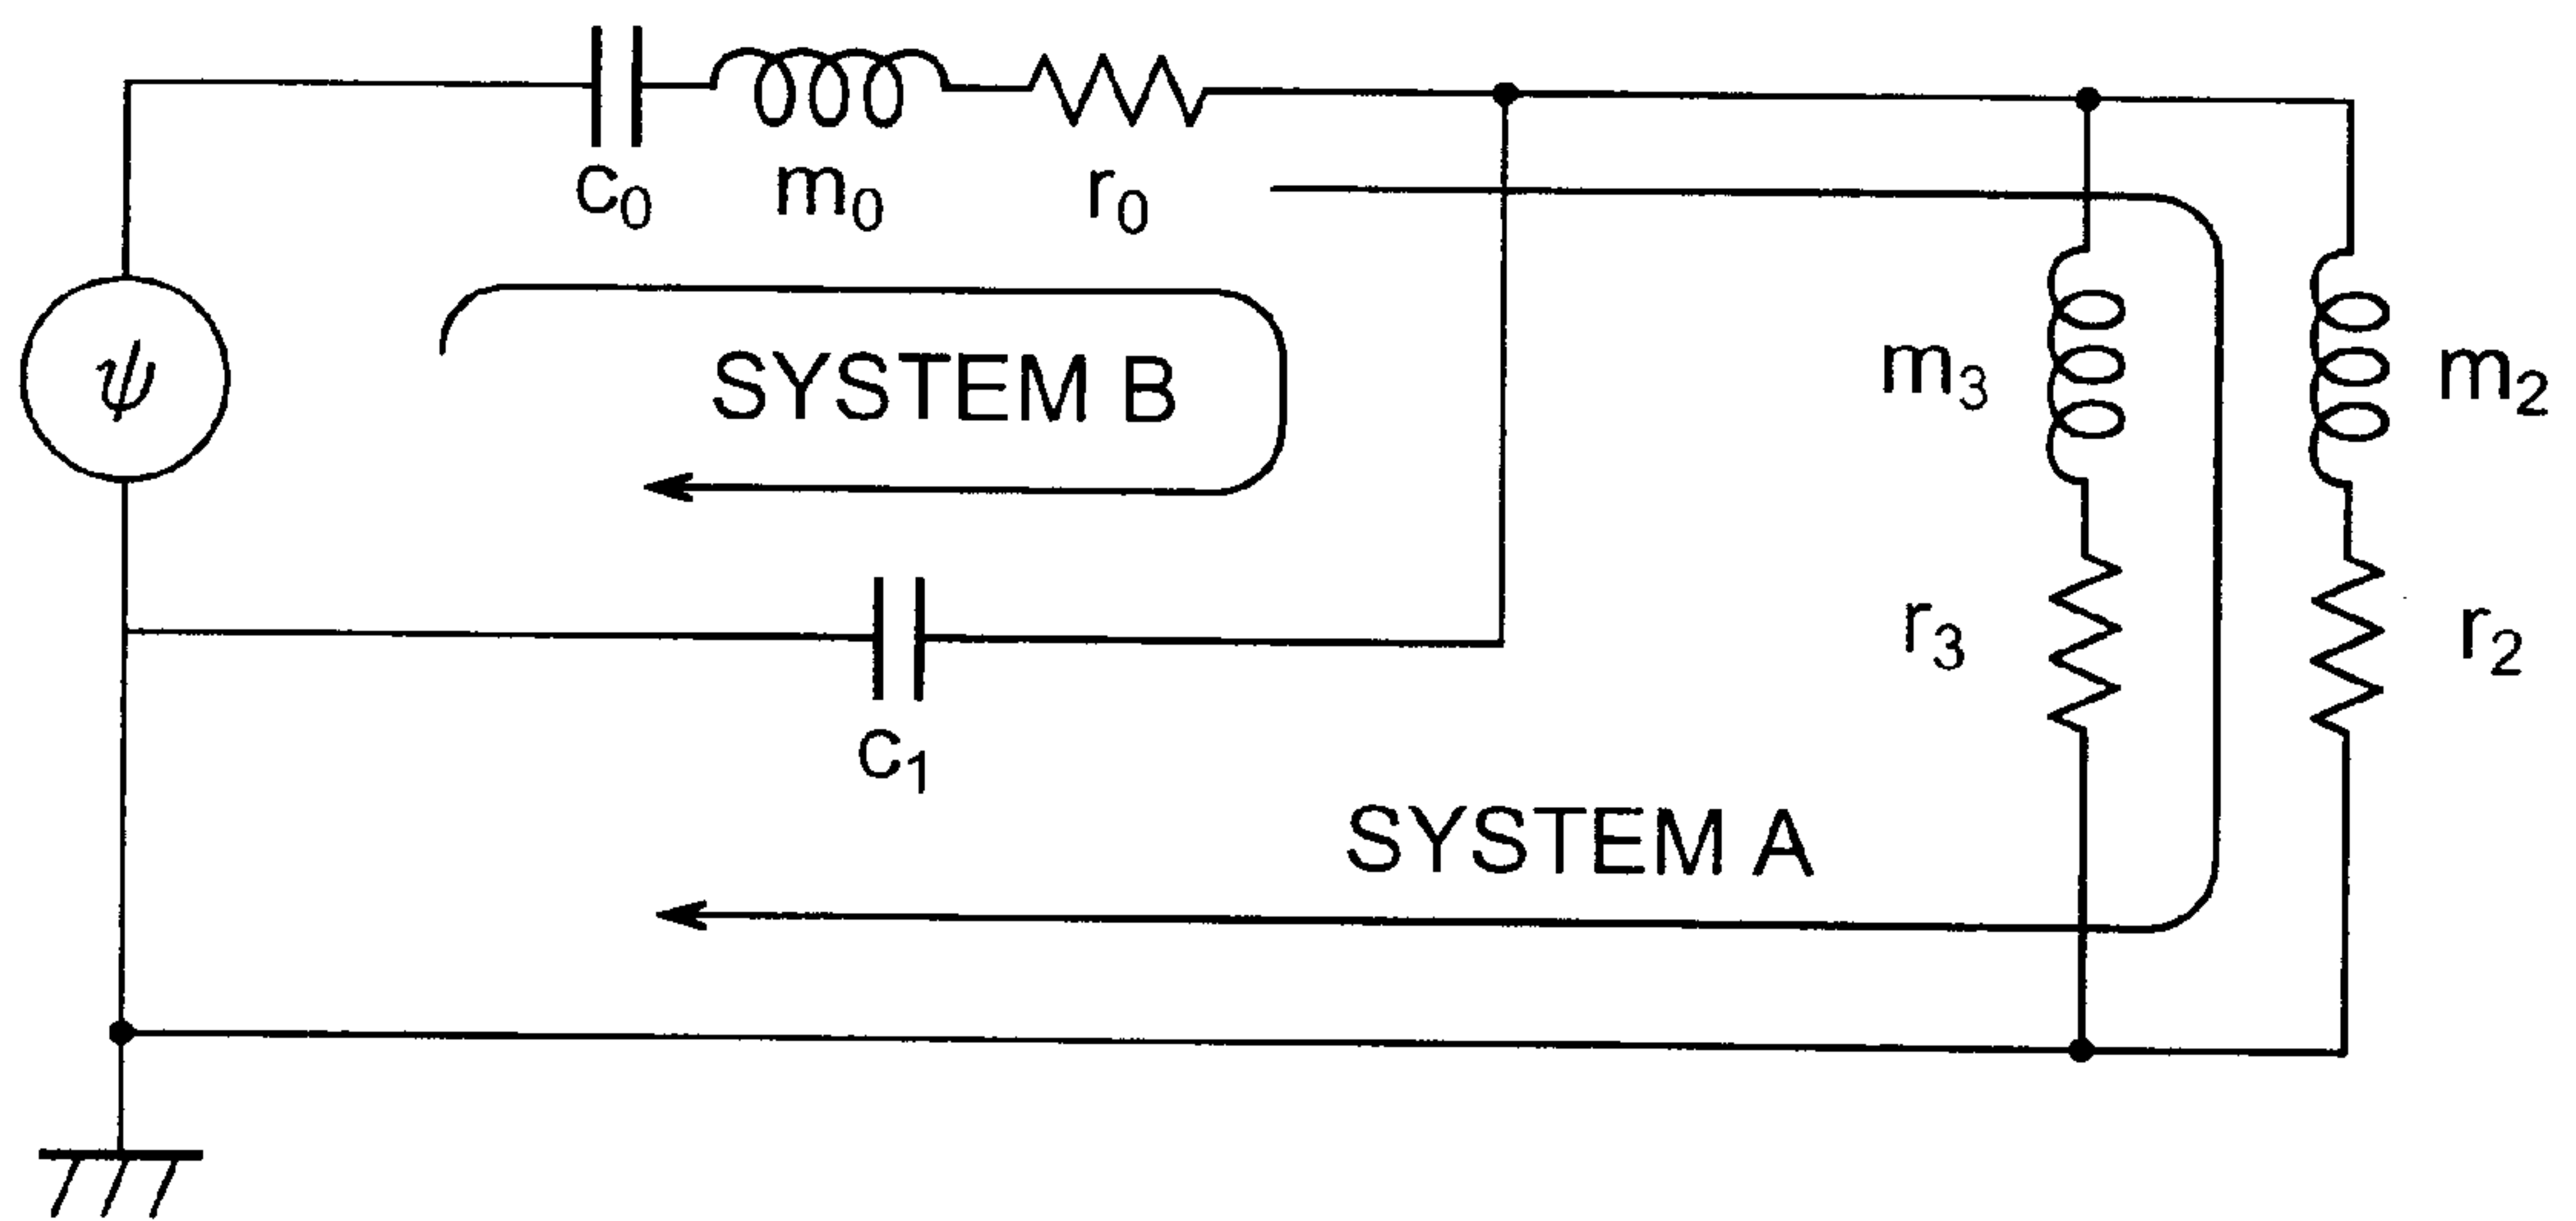 c₀ m₀ r₀
ψ
SYSTEM B
m₃ m₂
r₃ r₂
c₁
SYSTEM A